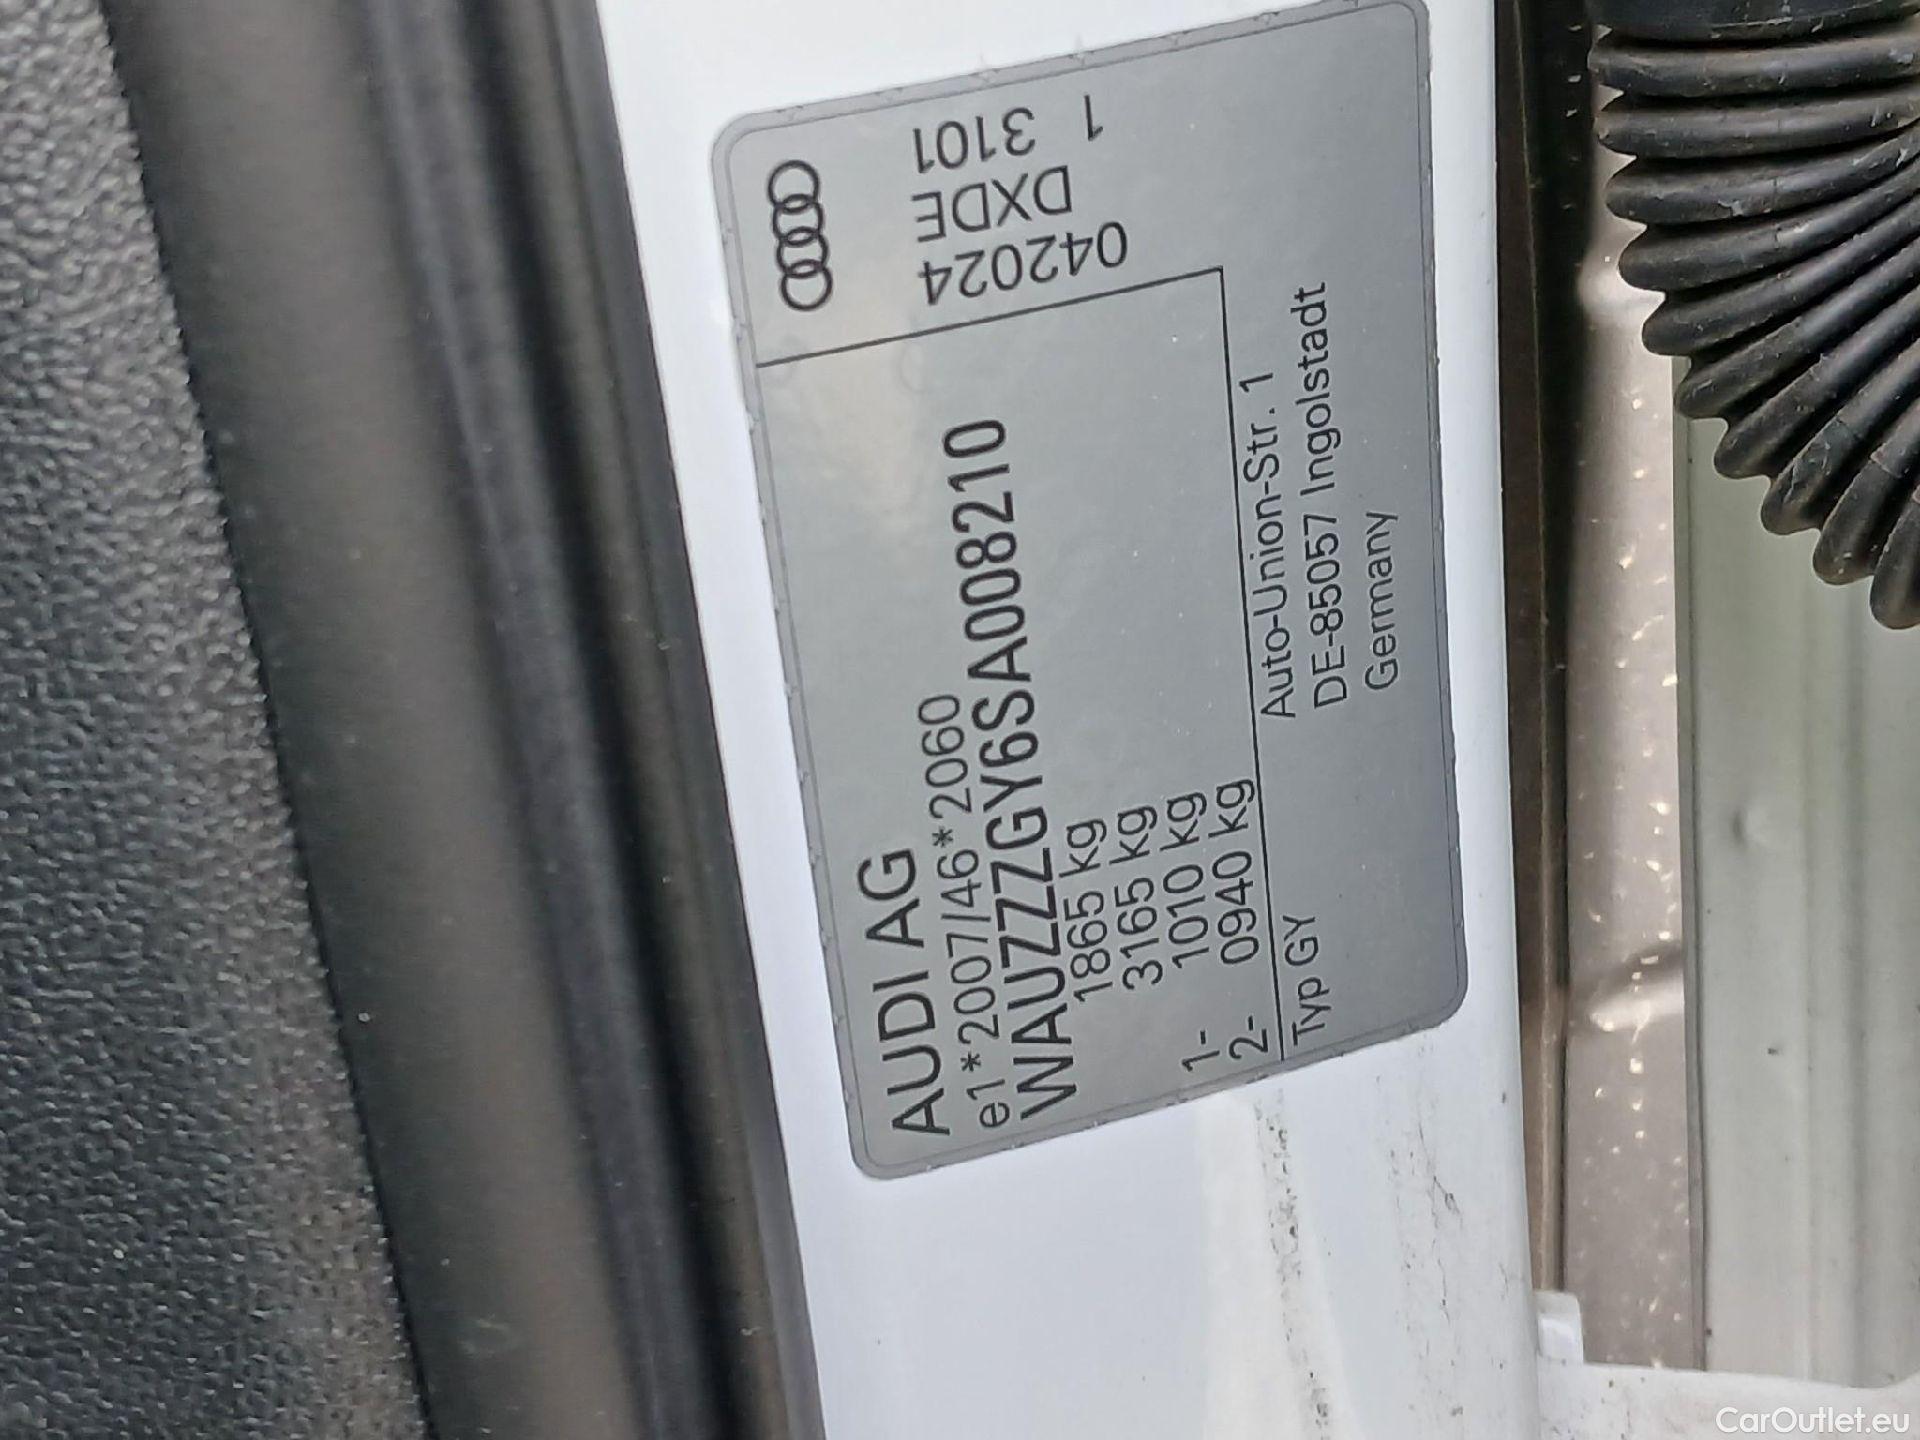 AUDI AG
e1*2007/46*2060
WAUZZZGY6SA008210
1865 kg
3165 kg
1- 1010 kg
2- 0940 kg
042024
DXDE
1 3101
Typ GY
Auto-Union-Str. 1
DE-85057 Ingolstadt
Germany
CarOutlet.eu